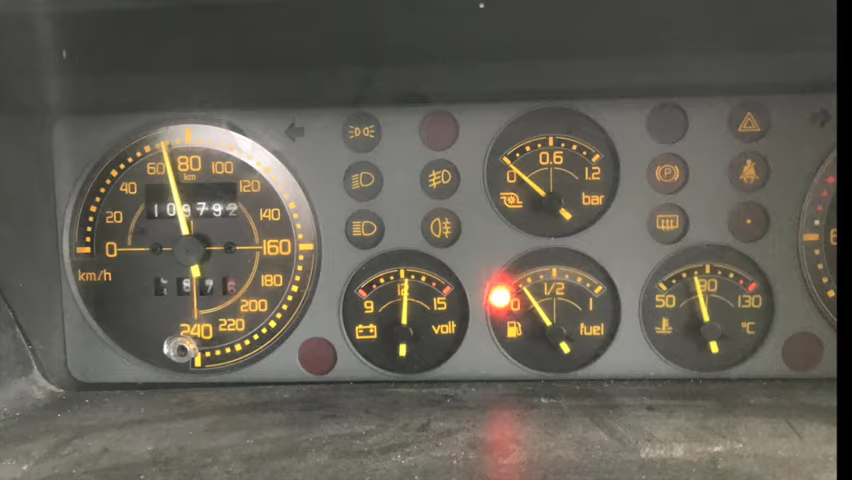 60 80 100
km
40 120
109792
20 140
0 160
km/h
180
876
200
240 220
0 0.6 1.2
bar
9 12 15
volt
0 1/2 1
fuel
50 90 130
°C
P